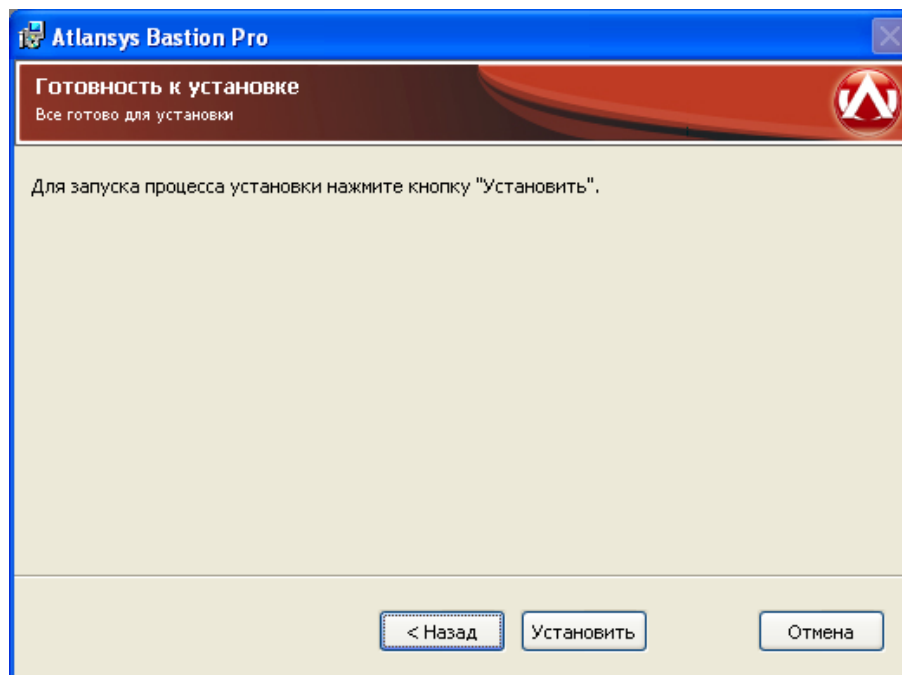 Atlansys Bastion Pro
Готовность к установке
Все готово для установки
Для запуска процесса установки нажмите кнопку "Установить".
< Назад
Установить
Отмена